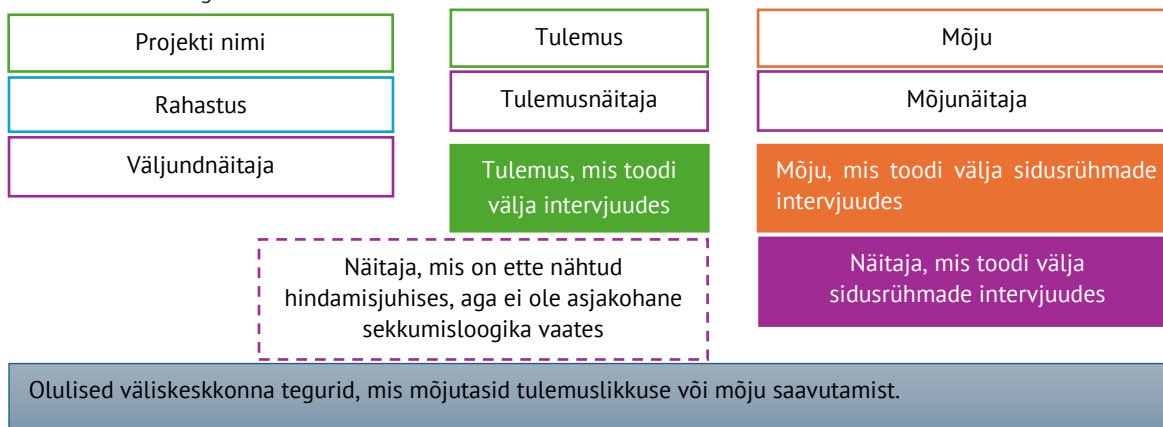 Projekti nimi
Rahastus
Väljundnäitaja
Tulemus
Tulemusnäitaja
Tulemus, mis toodi
välja intervjuudes
Mõju
Mõjunäitaja
Mõju, mis toodi välja sidusrühmade
intervjuudes
Näitaja, mis on ette nähtud
hindamisjuhises, aga ei ole asjakohane
sekkumisloogika vaates
Näitaja, mis toodi välja
sidusrühmade intervjuudes
Olulised väliskeskkonna tegurid, mis mõjutasid tulemuslikkuse või mõju saavutamist.